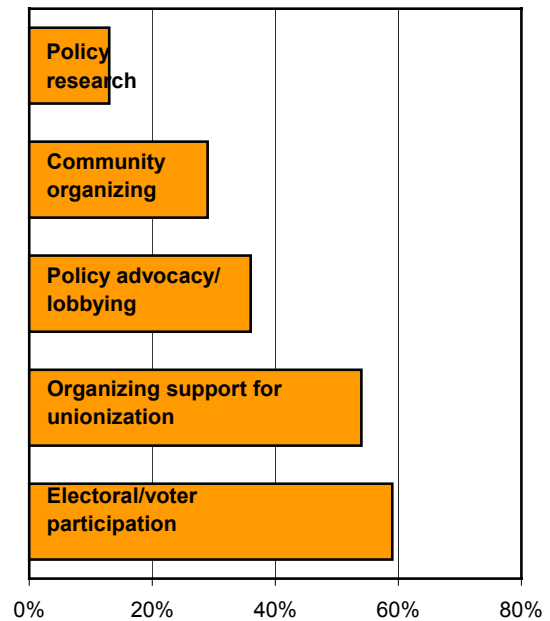 Policy
research
Community
organizing
Policy advocacy/
lobbying
Organizing support for
unionization
Electoral/voter
participation
0% 20% 40% 60% 80%